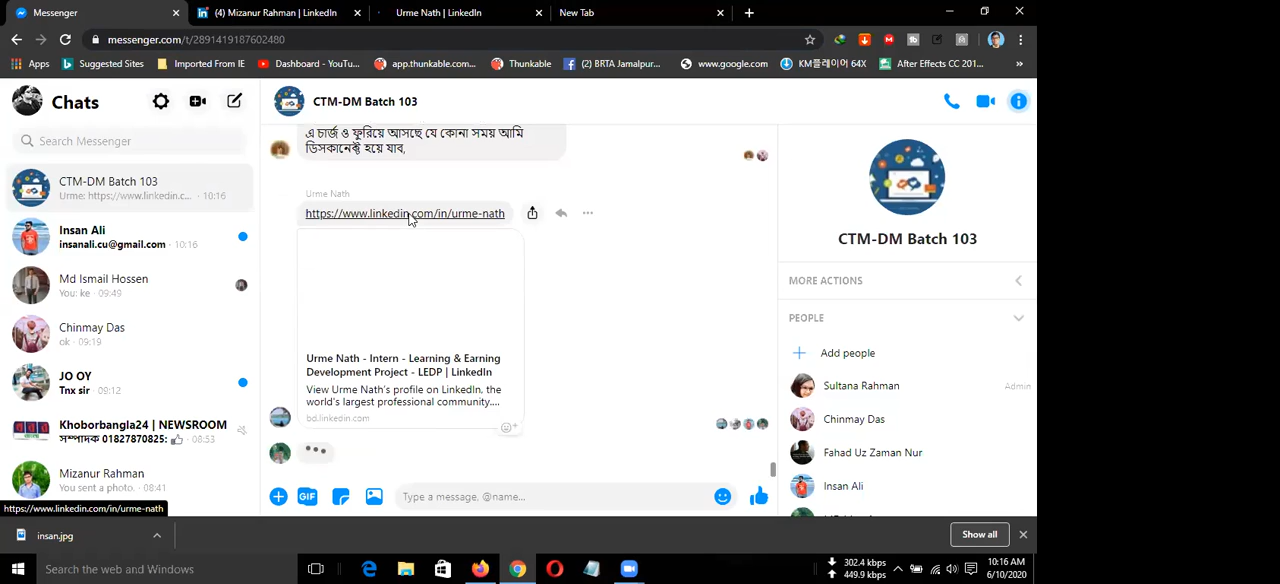 Messenger
(4) Mizanur Rahman | LinkedIn
Urme Nath | LinkedIn
New Tab
messenger.com/t/2891419187602480
Apps
Suggested Sites
Imported From IE
Dashboard - YouTu...
app.thunkable.com...
Thunkable
(2) BRTA Jamalpur...
www.google.com
KM플레이어 64X
After Effects CC 201...
»
Chats
CTM-DM Batch 103
Search Messenger
এ চার্জ ও ফুরিয়ে আসছে যে কোনা সময় আমি
ডিসকানেক্ট হয়ে যাব,
CTM-DM Batch 103
Urme: https://www.linkedin.c... · 10:16
Insan Ali
insanali.cu@gmail.com · 10:16
Md Ismail Hossen
You: ke · 09:49
Chinmay Das
ok · 09:19
JO OY
Tnx sir · 09:12
Khoborbangla24 | NEWSROOM
সম্পাদক 01827870825: · 08:53
Mizanur Rahman
You sent a photo. · 08:41
https://www.linkedin.com/in/urme-nath
Urme Nath
https://www.linkedin.com/in/urme-nath
Urme Nath - Intern - Learning & Earning
Development Project - LEDP | LinkedIn
View Urme Nath's profile on LinkedIn, the
world's largest professional community....
bd.linkedin.com
GIF
Type a message, @name...
CTM-DM Batch 103
MORE ACTIONS
PEOPLE
Add people
Sultana Rahman
Admin
Chinmay Das
Fahad Uz Zaman Nur
Insan Ali
insan.jpg
Show all
Search the web and Windows
302.4 kbps
449.9 kbps
10:16 AM
6/10/2020